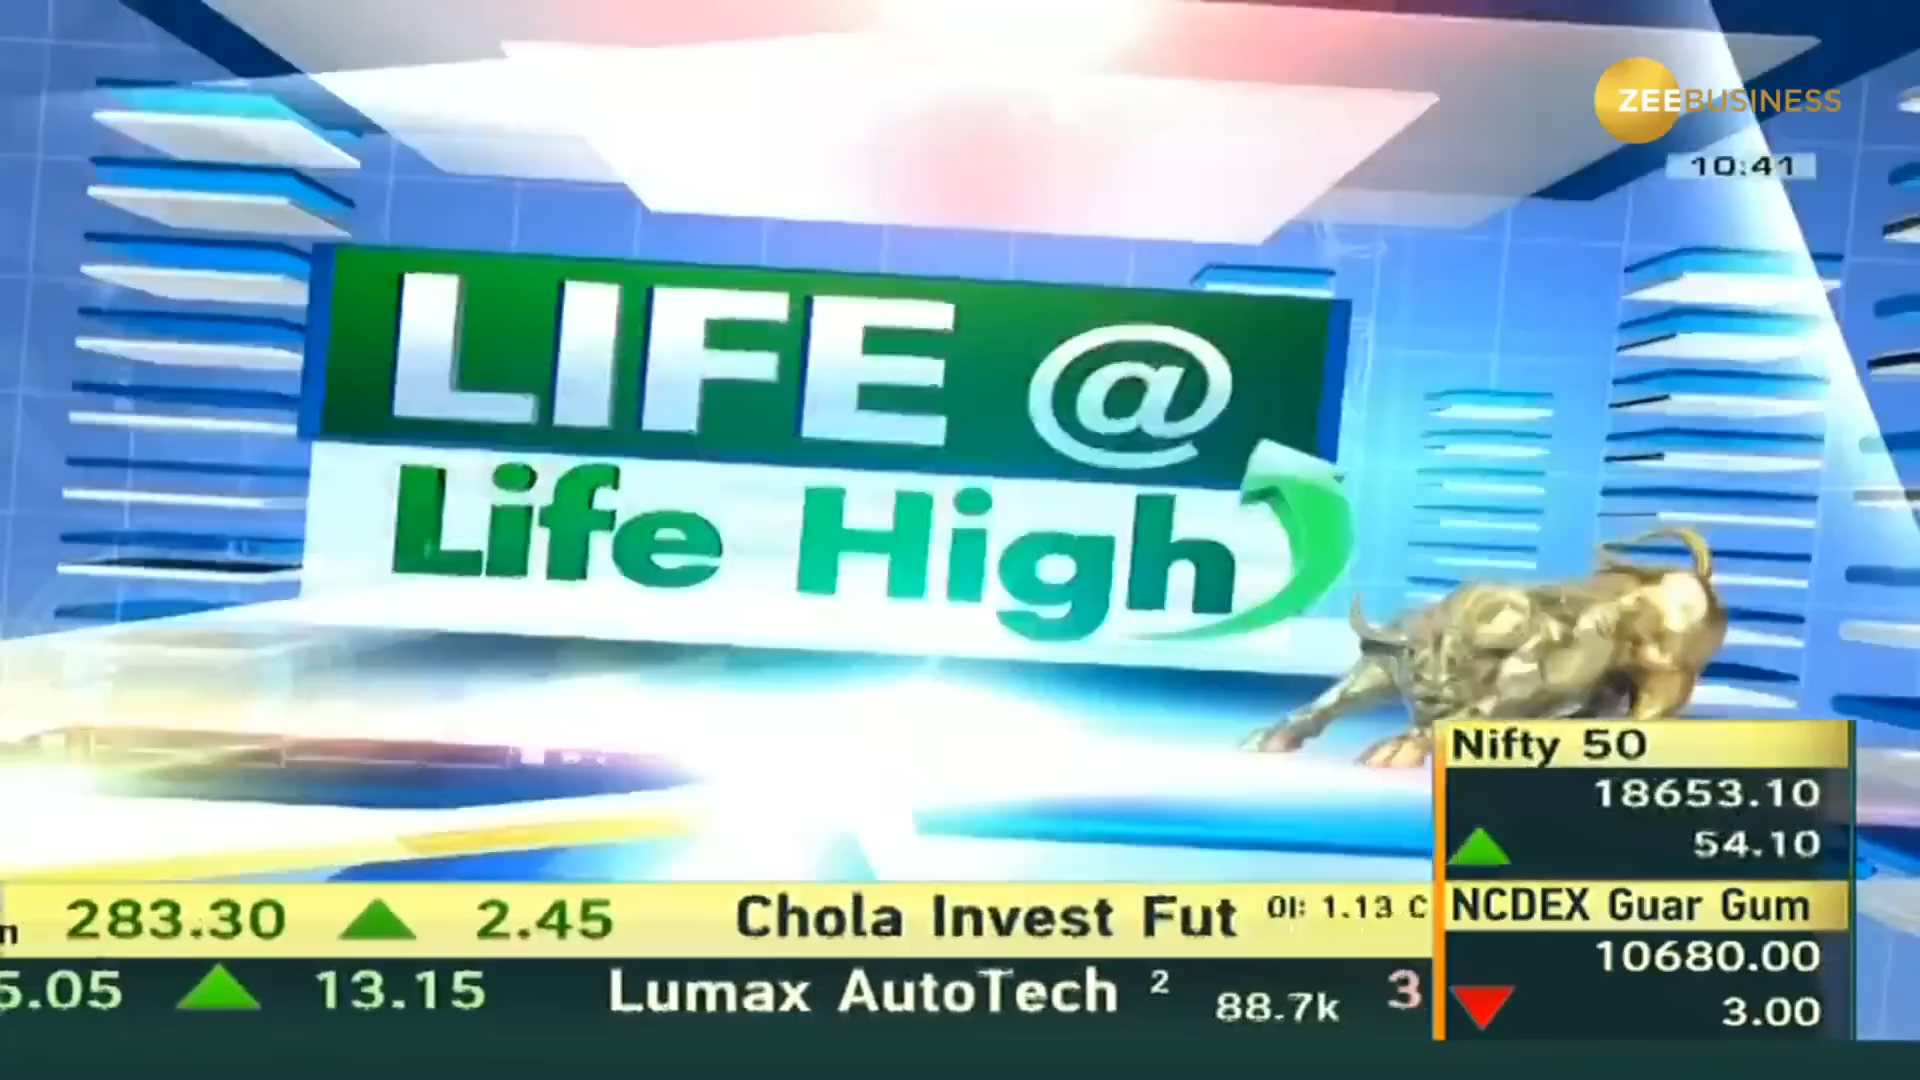 ZEEBUSINESS
10:41
LIFE @
Life High
Nifty 50
18653.10
54.10
NCDEX Guar Gum
10680.00
3.00
283.30 2.45 Chola Invest Fut OI: 1.13 C
5.05 13.15 Lumax AutoTech 2 88.7k 3